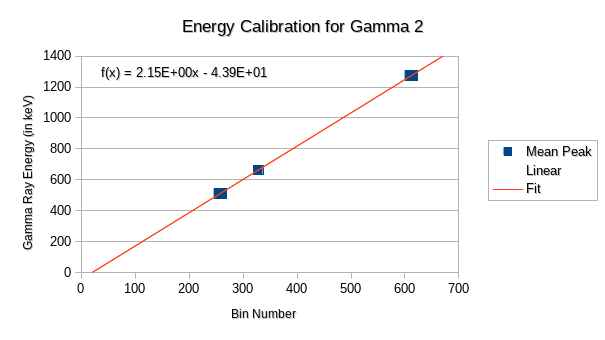 Energy Calibration for Gamma 2
f(x) = 2.15E+00x - 4.39E+01
Gamma Ray Energy (in keV)
1400
1200
1000
800
600
400
200
0
0 100 200 300 400 500 600 700
Bin Number
Mean Peak
Linear
Fit